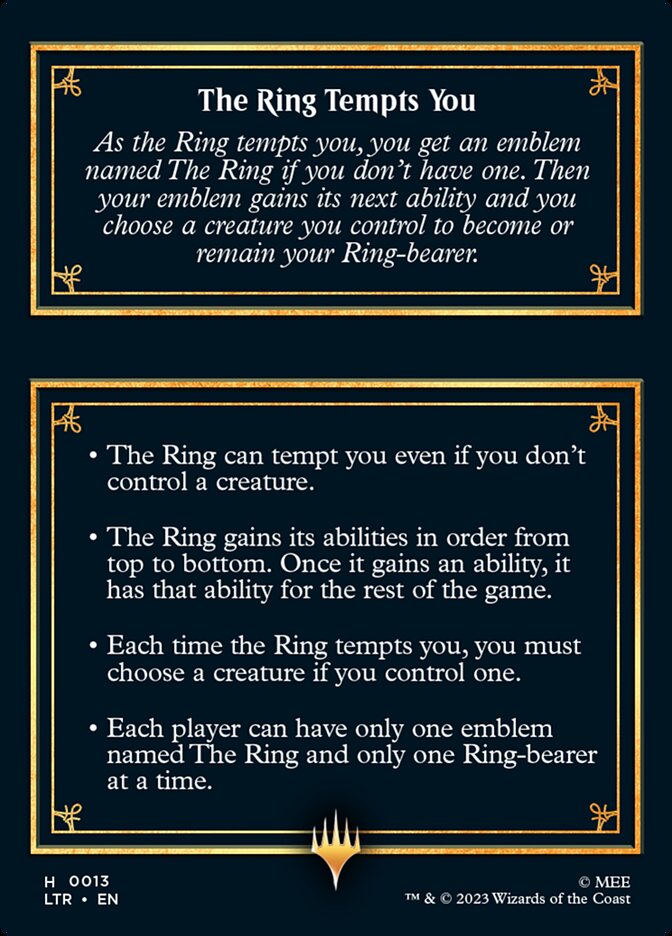 The Ring Tempts You
As the Ring tempts you, you get an emblem
named The Ring if you don't have one. Then
your emblem gains its next ability and you
choose a creature you control to become or
remain your Ring-bearer.
• The Ring can tempt you even if you don't
control a creature.
• The Ring gains its abilities in order from
top to bottom. Once it gains an ability, it
has that ability for the rest of the game.
• Each time the Ring tempts you, you must
choose a creature if you control one.
• Each player can have only one emblem
named The Ring and only one Ring-bearer
at a time.
H 0013
LTR • EN
© MEE
™ & © 2023 Wizards of the Coast